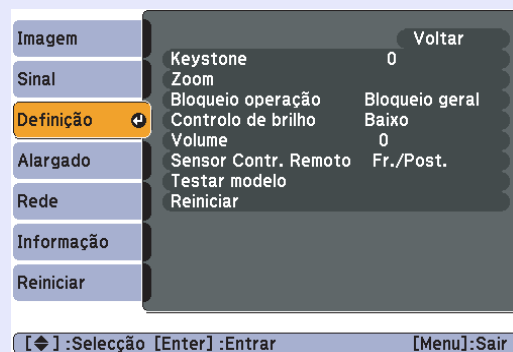 Imagem
Sinal
Definição
Alargado
Rede
Informação
Reiniciar
Voltar
Keystone 0
Zoom
Bloqueio operação Bloqueio geral
Controlo de brilho Baixo
Volume 0
Sensor Contr. Remoto Fr./Post.
Testar modelo
Reiniciar
[◆] :Selecção [Enter] :Entrar [Menu]:Sair